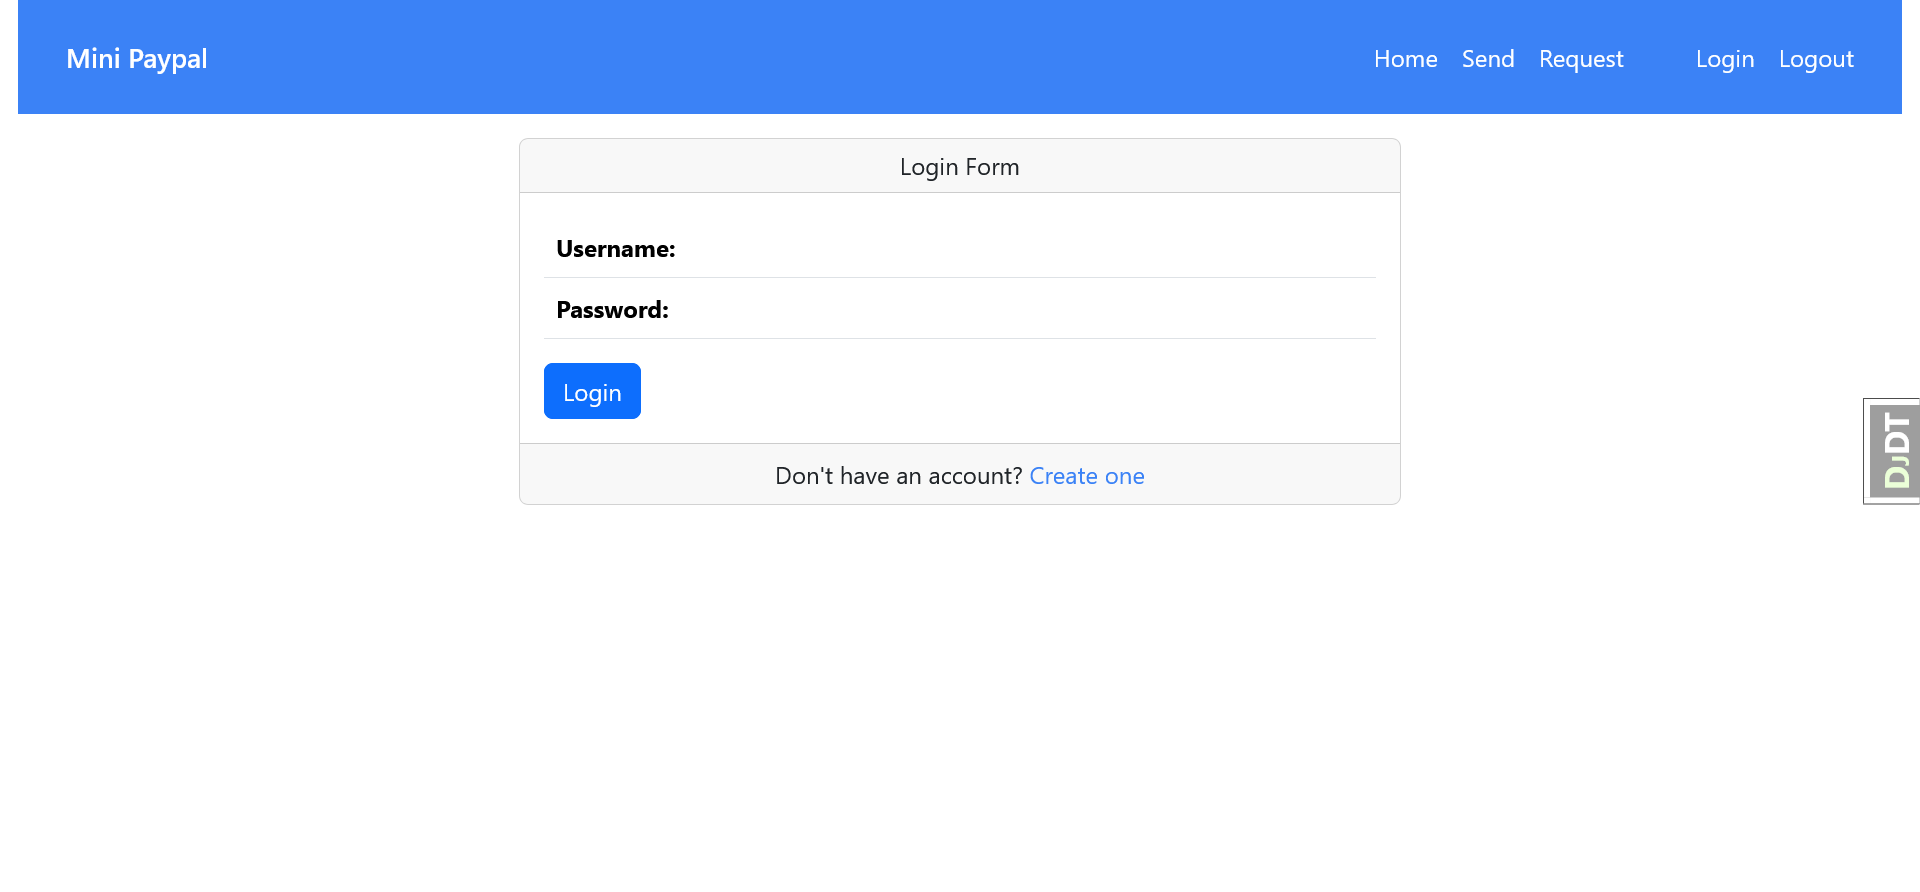 Mini Paypal Home Send Request Login Logout
Login Form
Username:
Password:
Login
Don't have an account? Create one
DJDT